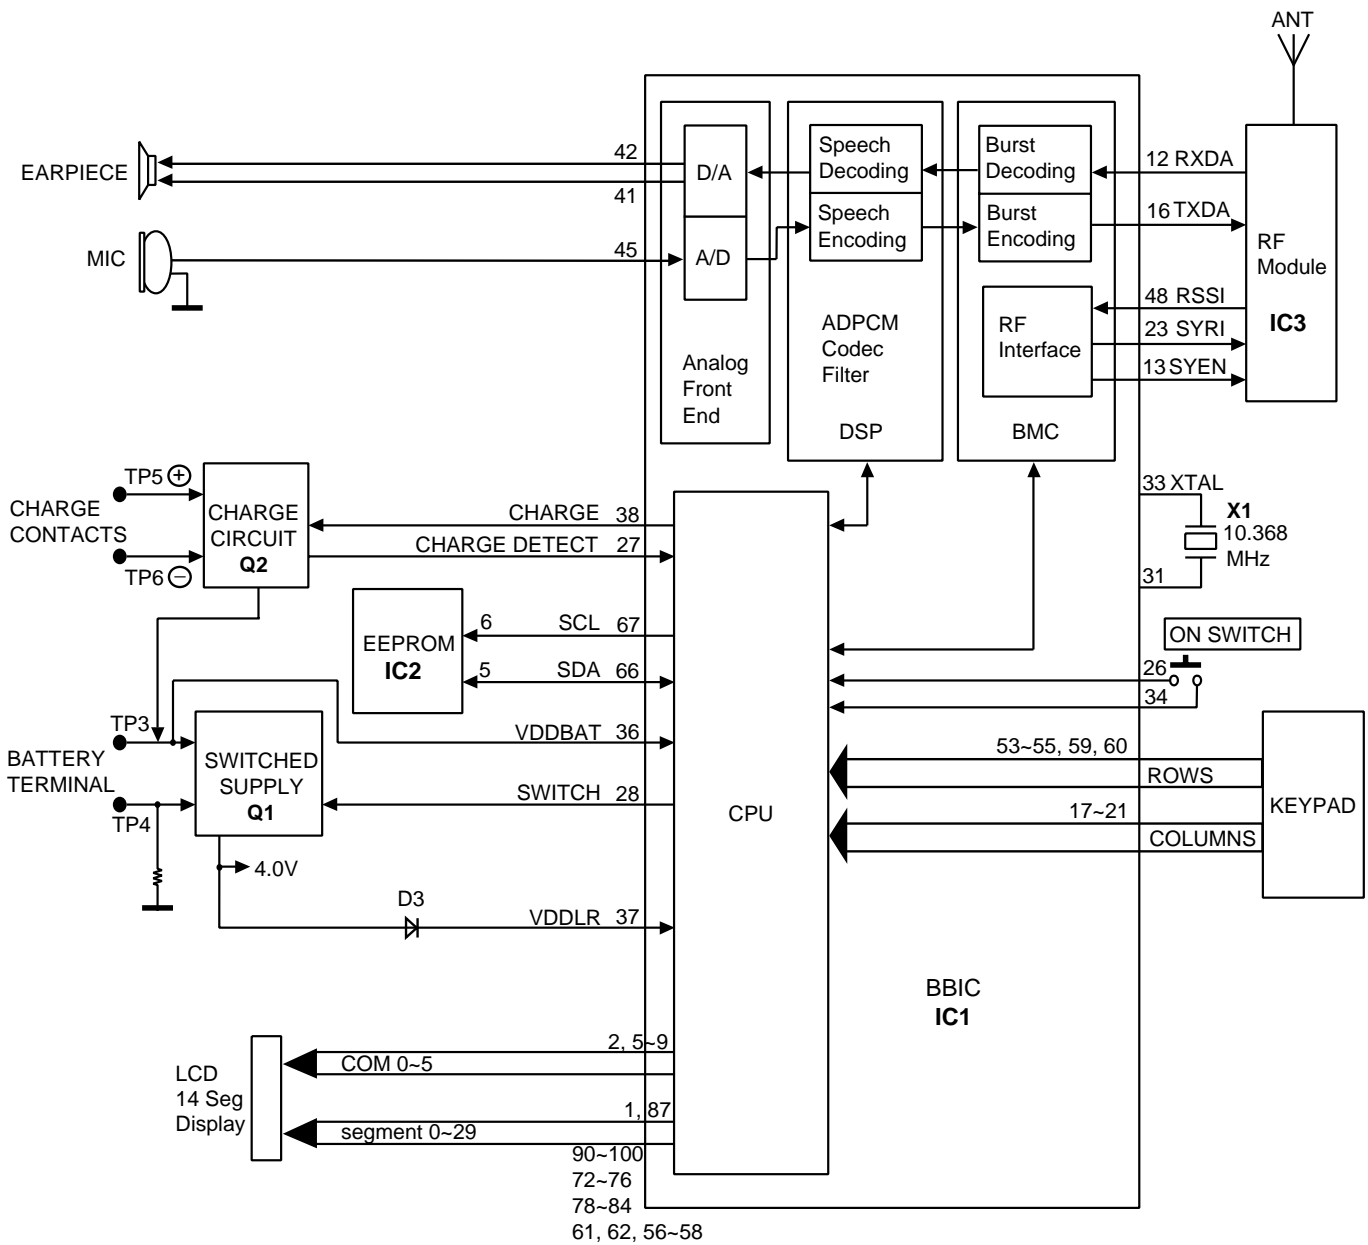 ANT
EARPIECE
MIC
42
41
45
D/A
A/D
Analog
Front
End
Speech
Decoding
Speech
Encoding
ADPCM
Codec
Filter
DSP
Burst
Decoding
Burst
Encoding
RF
Interface
BMC
12 RXDA
16 TXDA
48 RSSI
23 SYRI
13 SYEN
RF
Module
IC3
TP5 +
CHARGE
CONTACTS
TP6 −
CHARGE
CIRCUIT
Q2
CHARGE 38
CHARGE DETECT 27
33 XTAL
X1
10.368
MHz
31
EEPROM
IC2
6 SCL 67
5 SDA 66
ON SWITCH
26
34
TP3
BATTERY
TERMINAL
TP4
SWITCHED
SUPPLY
Q1
VDDBAT 36
SWITCH 28
4.0V
D3
VDDLR 37
CPU
53~55, 59, 60
ROWS
17~21
COLUMNS
KEYPAD
BBIC
IC1
LCD
14 Seg
Display
2, 5~9
COM 0~5
1, 87
segment 0~29
90~100
72~76
78~84
61, 62, 56~58